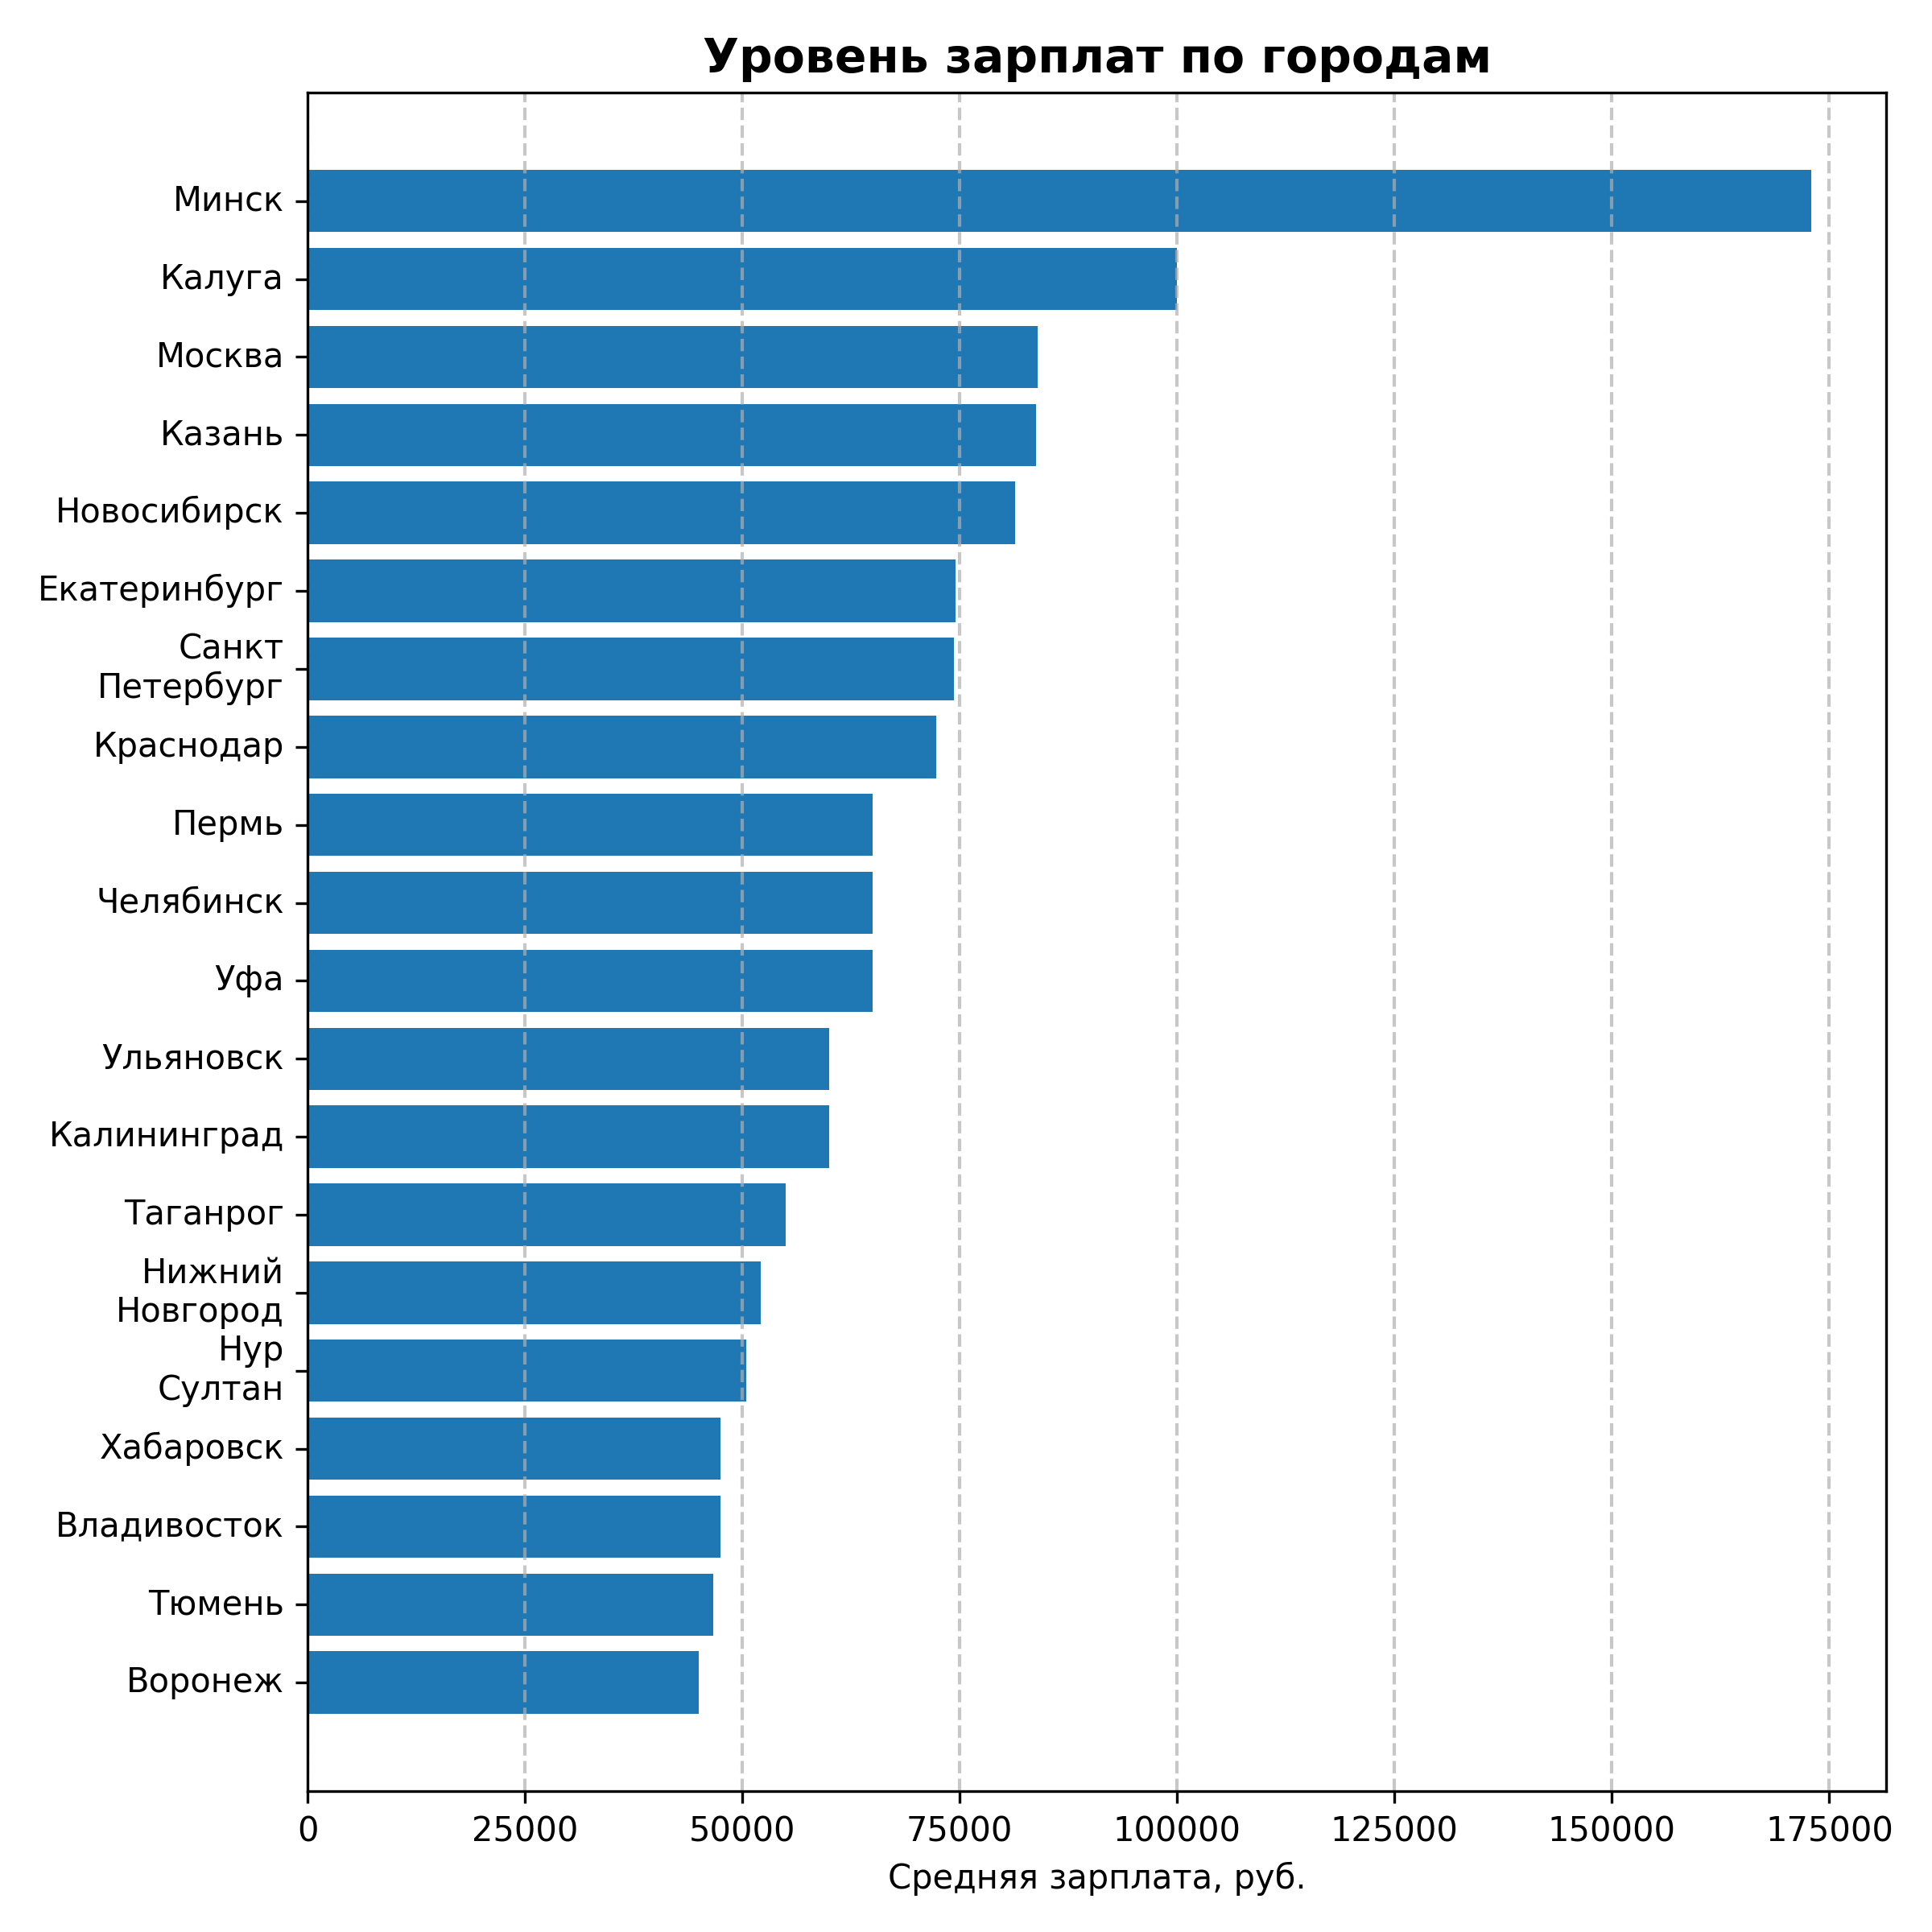 Уровень зарплат по городам
Минск
Калуга
Москва
Казань
Новосибирск
Екатеринбург
Санкт
Петербург
Краснодар
Пермь
Челябинск
Уфа
Ульяновск
Калининград
Таганрог
Нижний
Новгород
Нур
Султан
Хабаровск
Владивосток
Тюмень
Воронеж
0 25000 50000 75000 100000 125000 150000 175000
Средняя зарплата, руб.